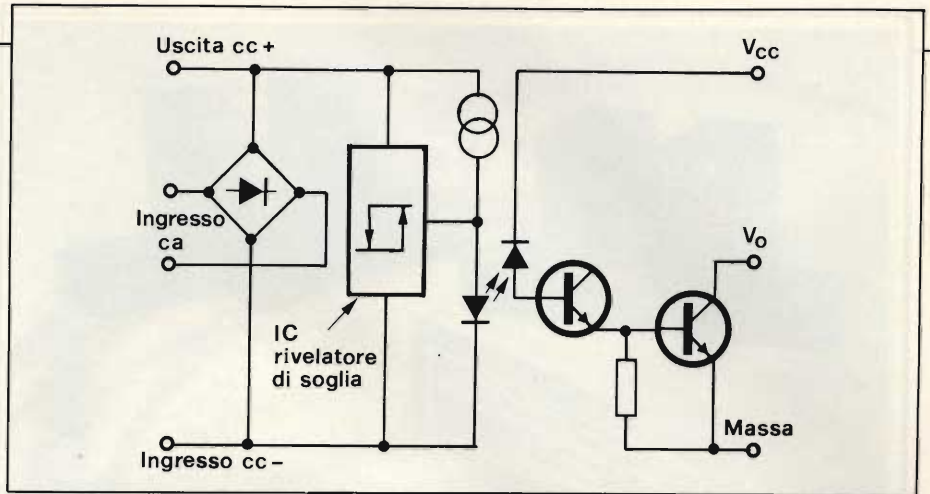 Uscita cc+
Vcc
Ingresso
ca
Vo
IC
rivelatore
di soglia
Massa
Ingresso cc-